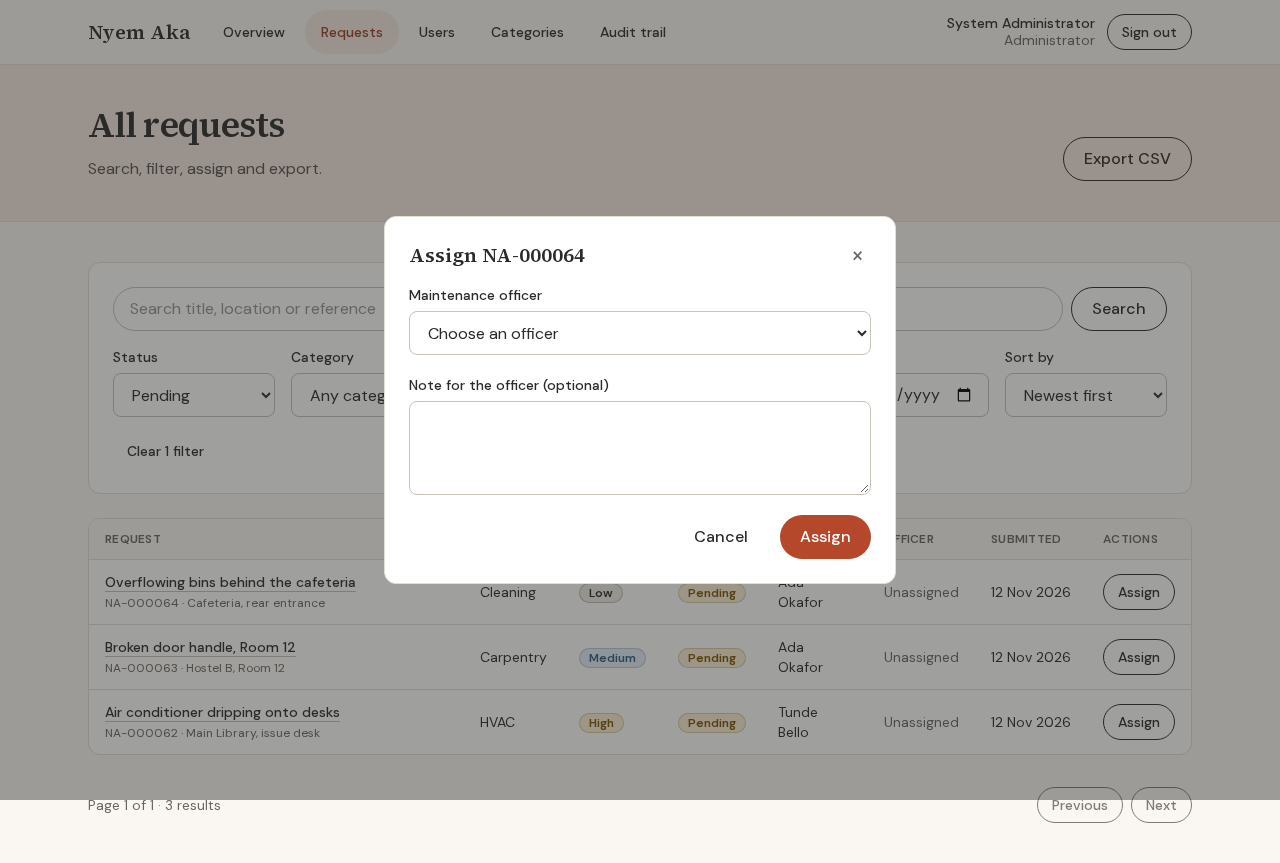 Nyem Aka
Overview
Requests
Users
Categories
Audit trail
System Administrator
Administrator
Sign out
All requests
Search, filter, assign and export.
Export CSV
Assign NA-000064
×
Maintenance officer
Choose an officer
Note for the officer (optional)
Cancel
Assign
Search title, location or reference
Search
Status
Category
Sort by
Pending
Any categ
/yyyy
Newest first
Clear 1 filter
REQUEST
FFICER
SUBMITTED
ACTIONS
Overflowing bins behind the cafeteria
NA-000064 · Cafeteria, rear entrance
Cleaning
Low
Pending
Ada
Okafor
Unassigned
12 Nov 2026
Assign
Broken door handle, Room 12
NA-000063 · Hostel B, Room 12
Carpentry
Medium
Pending
Ada
Okafor
Unassigned
12 Nov 2026
Assign
Air conditioner dripping onto desks
NA-000062 · Main Library, issue desk
HVAC
High
Pending
Tunde
Bello
Unassigned
12 Nov 2026
Assign
Page 1 of 1 · 3 results
Previous
Next